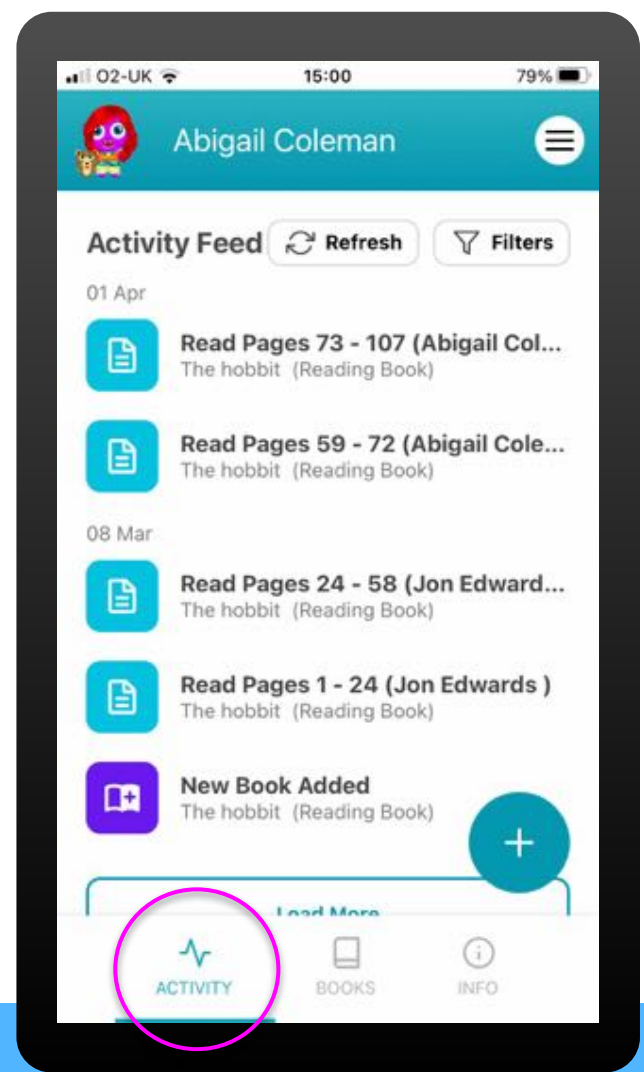 O2-UK 15:00 79%
Abigail Coleman
Activity Feed Refresh Filters
01 Apr
Read Pages 73 - 107 (Abigail Col...
The hobbit (Reading Book)
Read Pages 59 - 72 (Abigail Cole...
The hobbit (Reading Book)
08 Mar
Read Pages 24 - 58 (Jon Edward...
The hobbit (Reading Book)
Read Pages 1 - 24 (Jon Edwards )
The hobbit (Reading Book)
New Book Added
The hobbit (Reading Book)
Load More
ACTIVITY BOOKS INFO